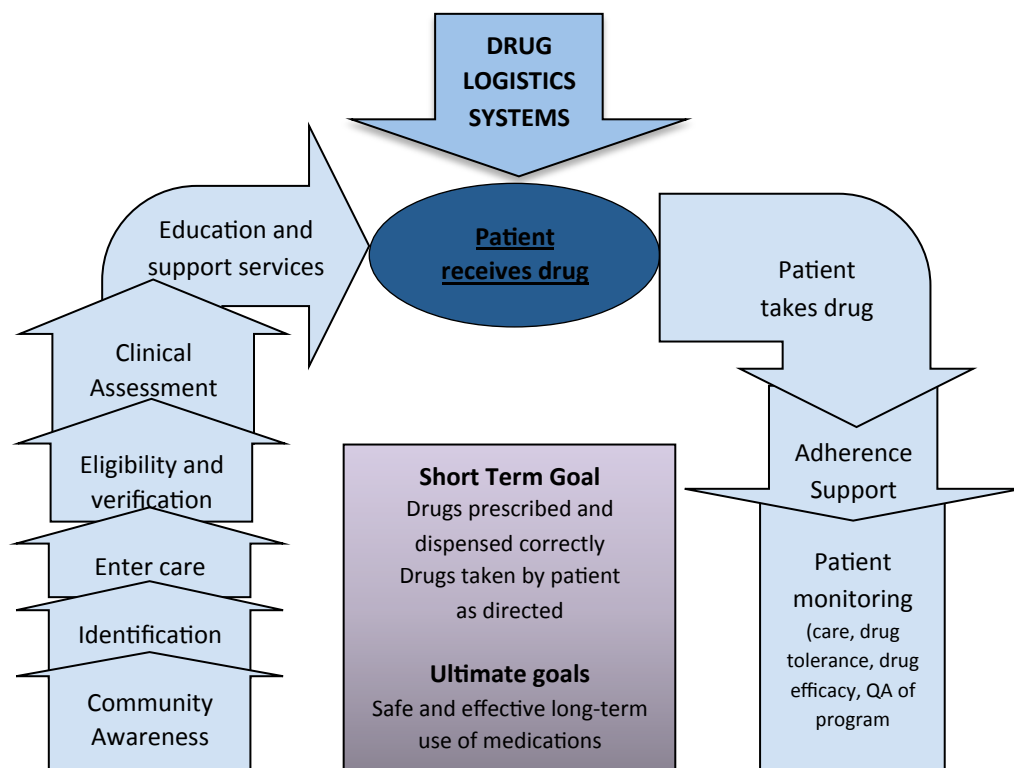 DRUG
LOGISTICS
SYSTEMS
Education and
support services
Patient
receives drug
Patient
takes drug
Clinical
Assessment
Eligibility and
verification
Enter care
Identification
Community
Awareness
Short Term Goal
Drugs prescribed and
dispensed correctly
Drugs taken by patient
as directed
Ultimate goals
Safe and effective long-term
use of medications
Adherence
Support
Patient
monitoring
(care, drug
tolerance, drug
efficacy, QA of
program